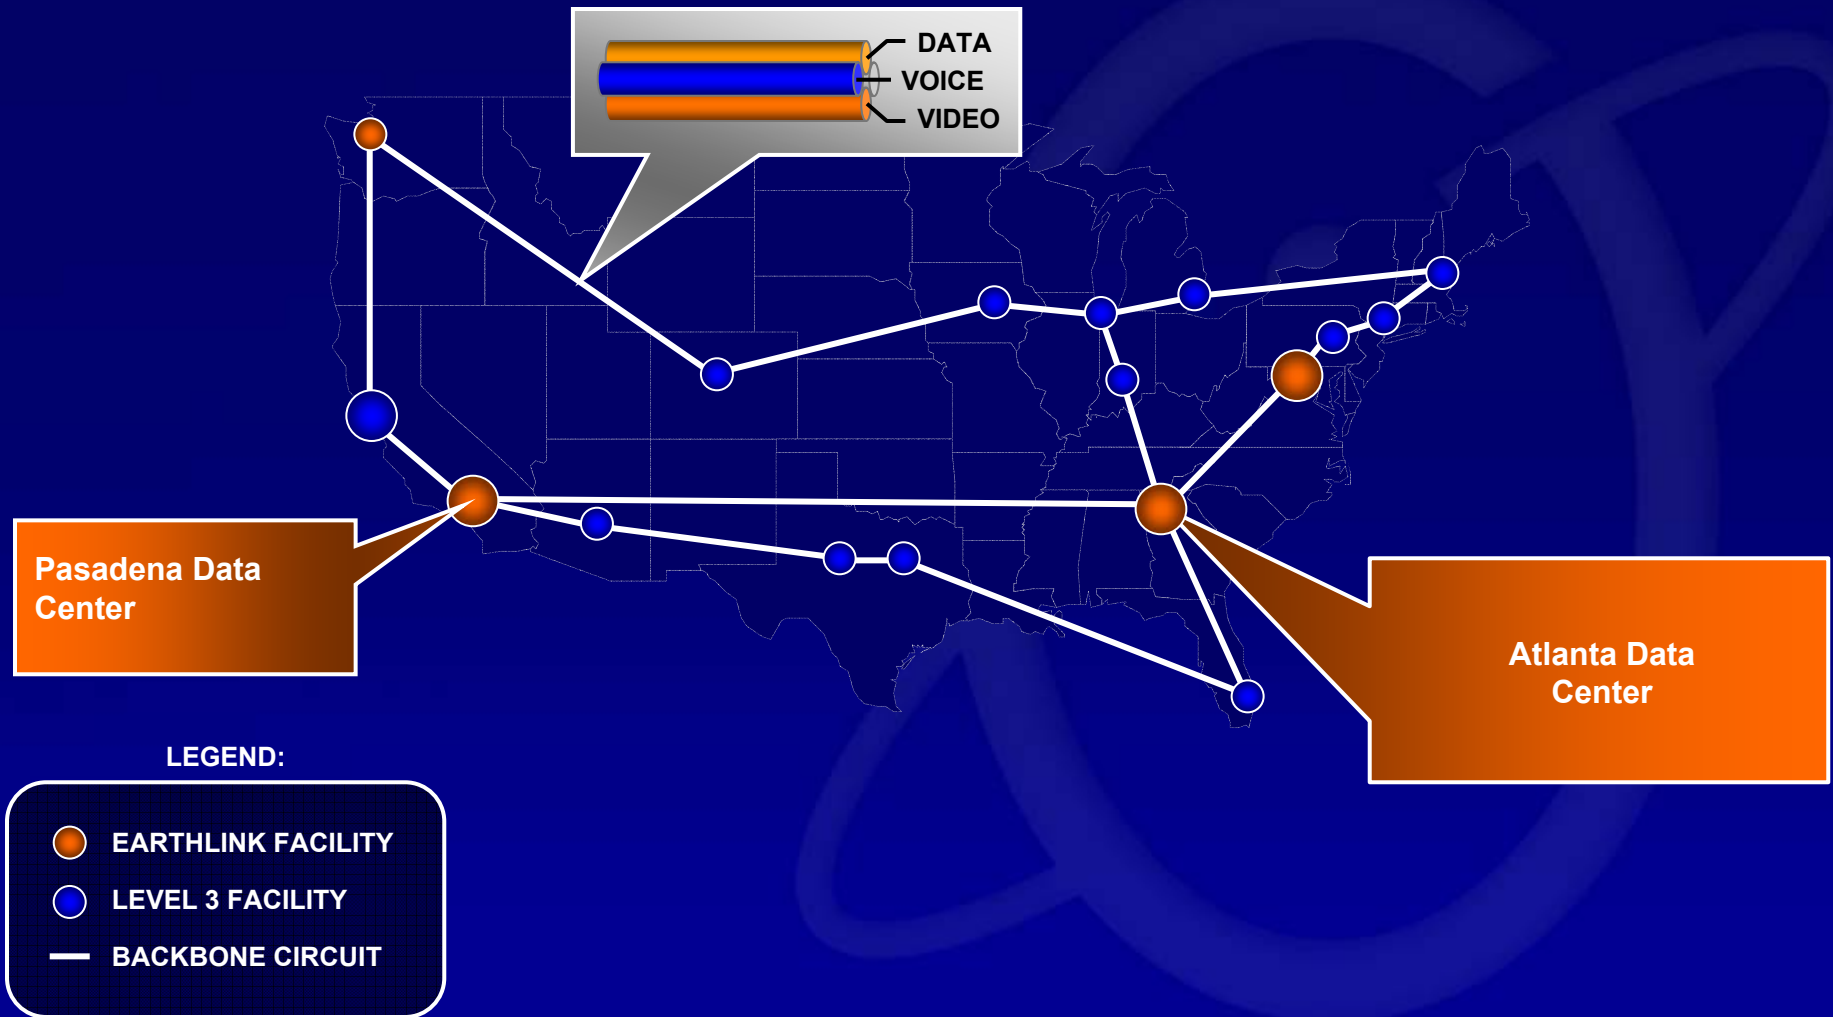 DATA
VOICE
VIDEO
Pasadena Data
Center
Atlanta Data
Center
LEGEND:
EARTHLINK FACILITY
LEVEL 3 FACILITY
BACKBONE CIRCUIT